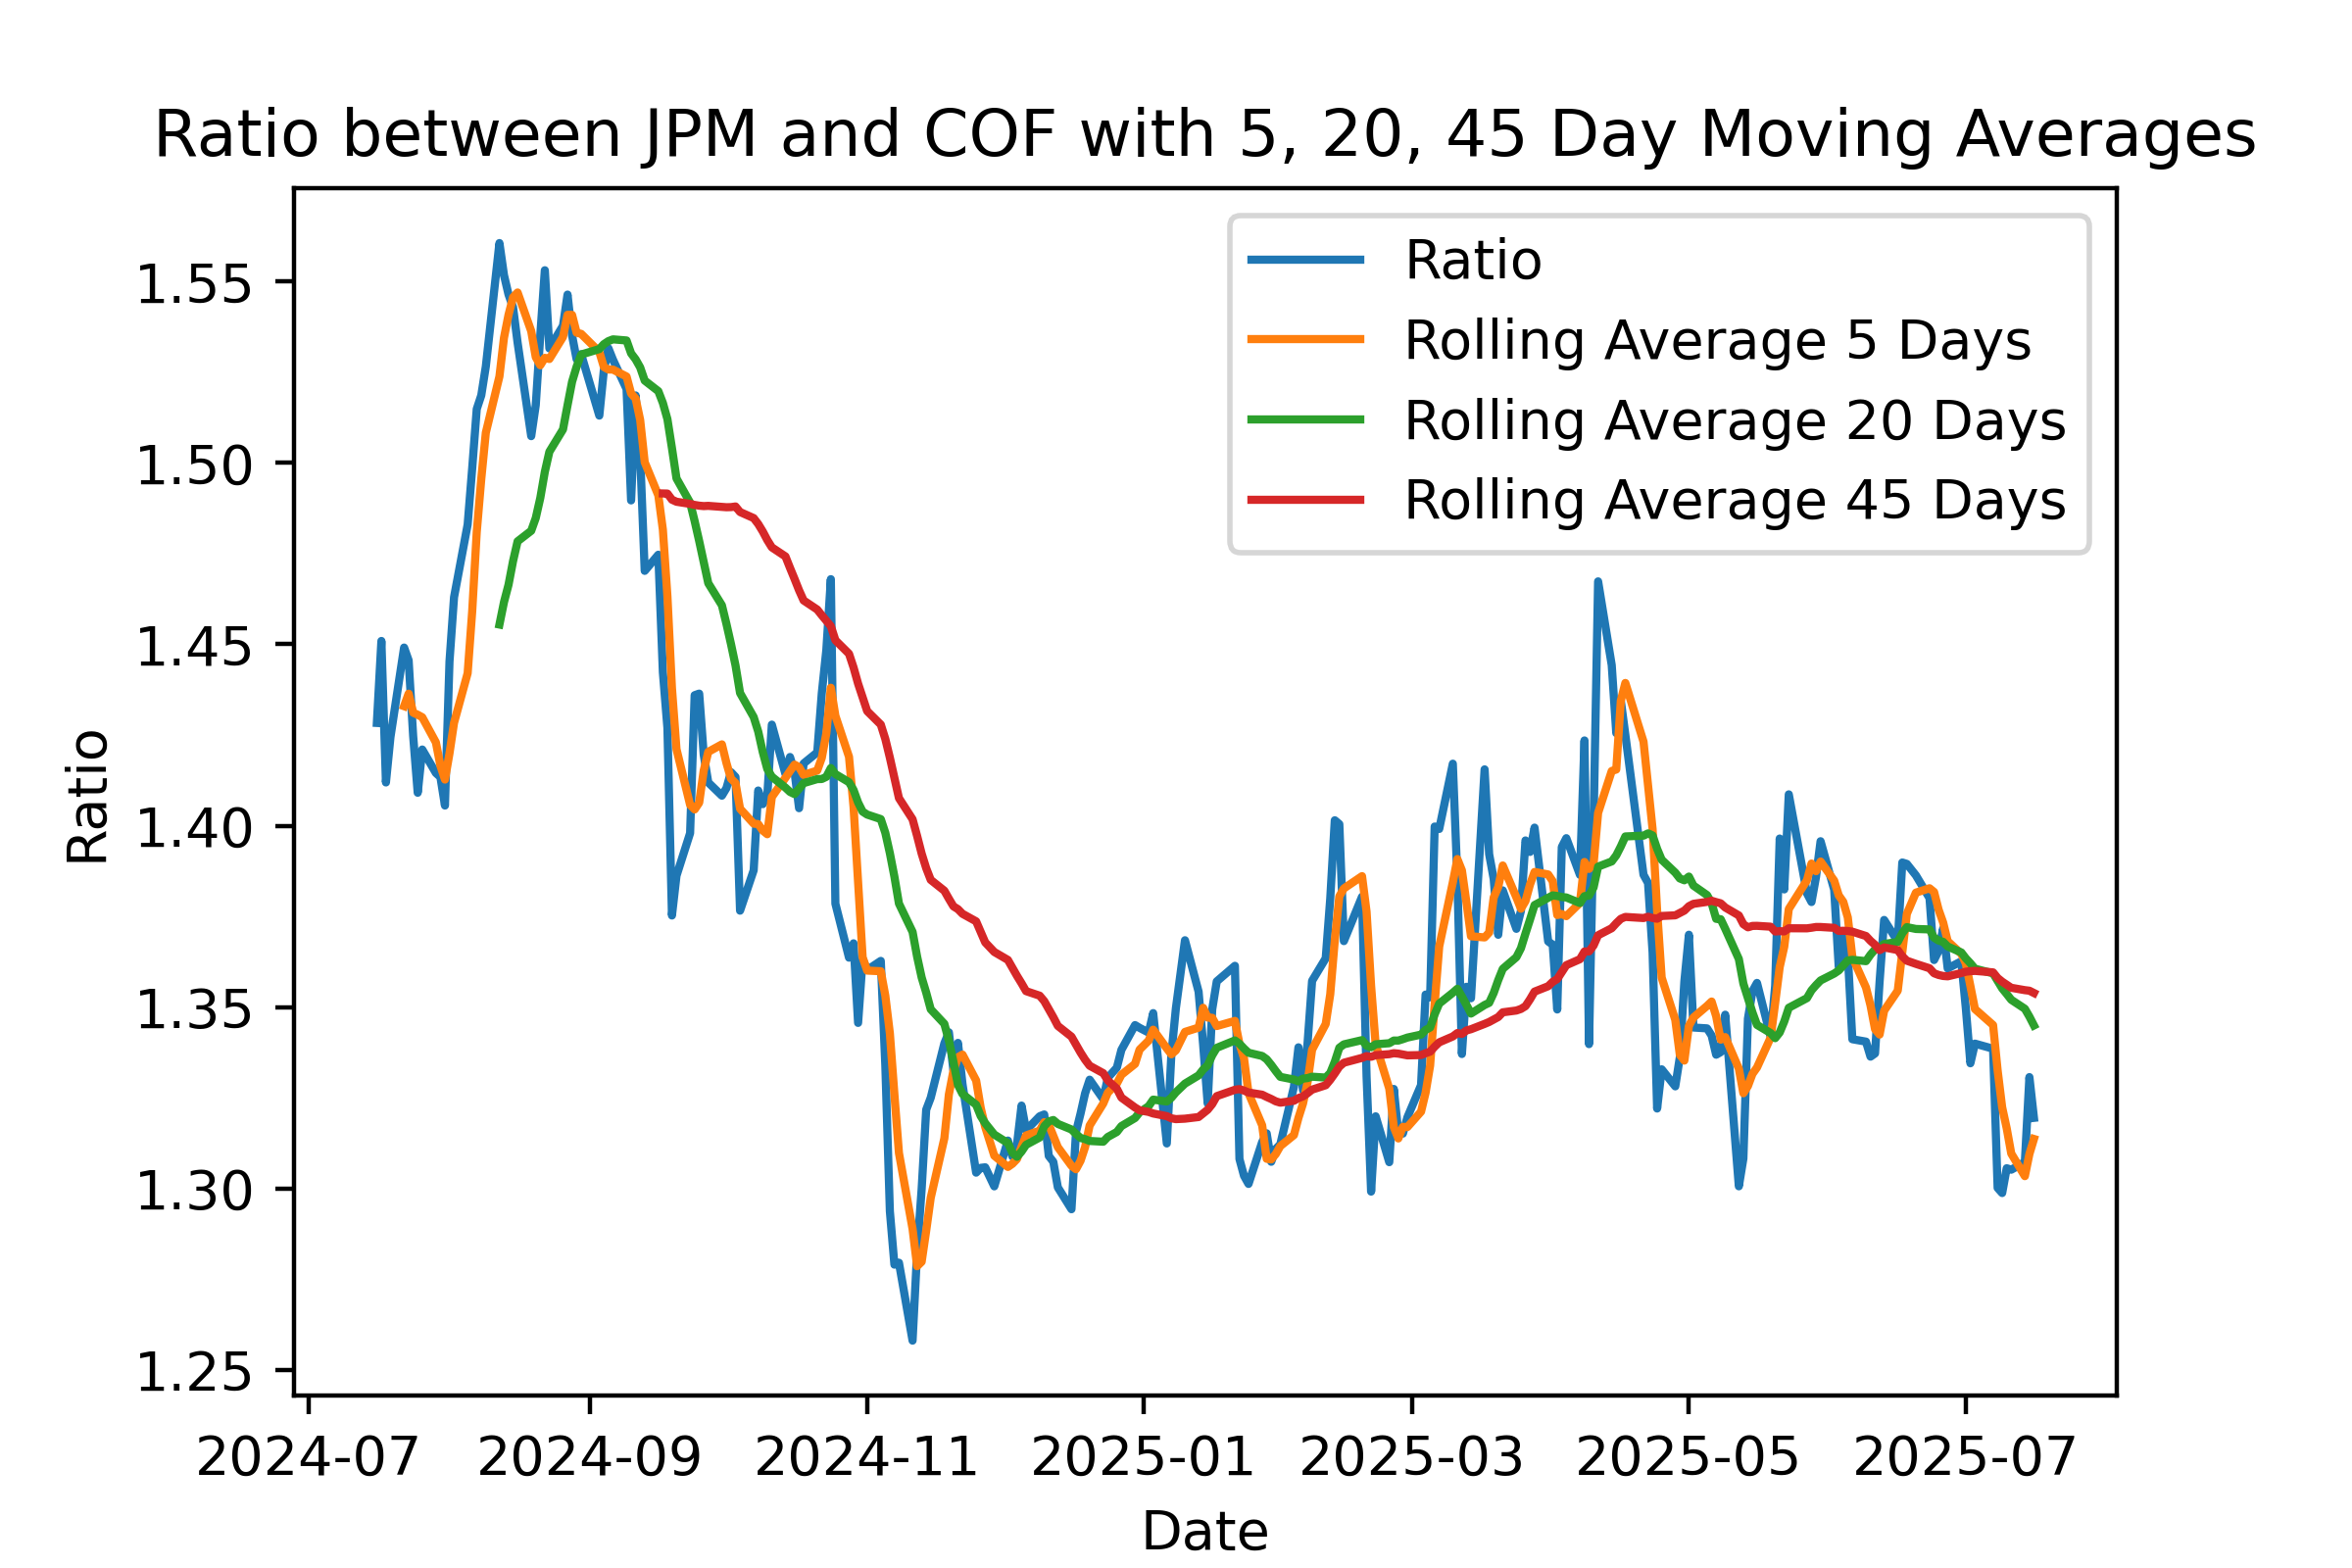 Ratio between JPM and COF with 5, 20, 45 Day Moving Averages
Ratio
Rolling Average 5 Days
Rolling Average 20 Days
Rolling Average 45 Days
1.55
1.50
1.45
1.40
1.35
1.30
1.25
Ratio
2024-07 2024-09 2024-11 2025-01 2025-03 2025-05 2025-07
Date